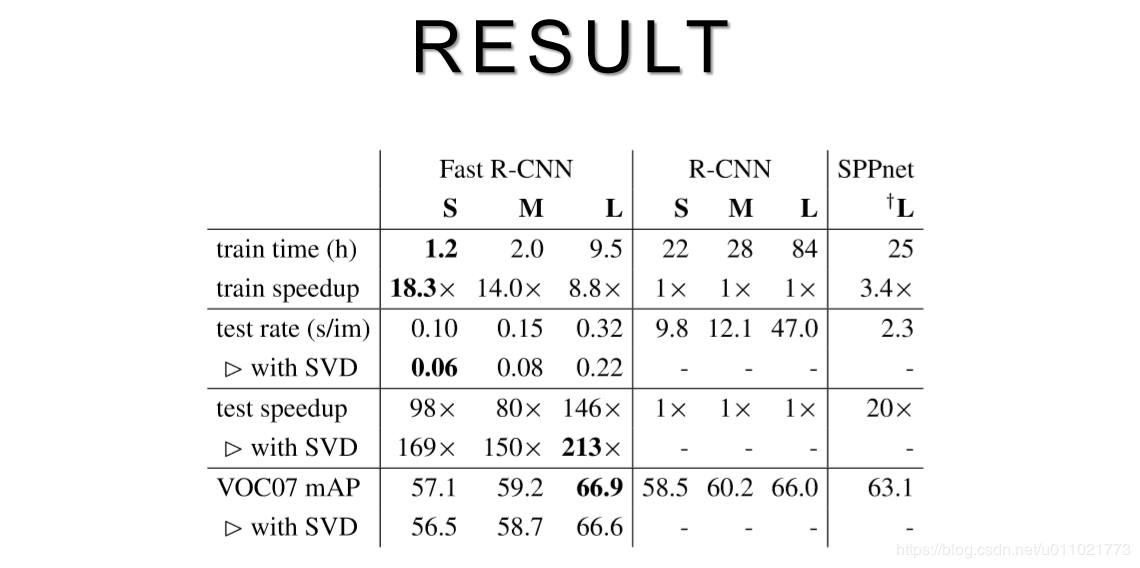 RESULT
Fast R-CNN R-CNN SPPnet
S M L S M L †L
train time (h) 1.2 2.0 9.5 22 28 84 25
train speedup 18.3× 14.0× 8.8× 1× 1× 1× 3.4×
test rate (s/im) 0.10 0.15 0.32 9.8 12.1 47.0 2.3
▷ with SVD 0.06 0.08 0.22 - - - -
test speedup 98× 80× 146× 1× 1× 1× 20×
▷ with SVD 169× 150× 213× - - - -
VOC07 mAP 57.1 59.2 66.9 58.5 60.2 66.0 63.1
▷ with SVD 56.5 58.7 66.6 - - - -
https://blog.csdn.net/u011021773